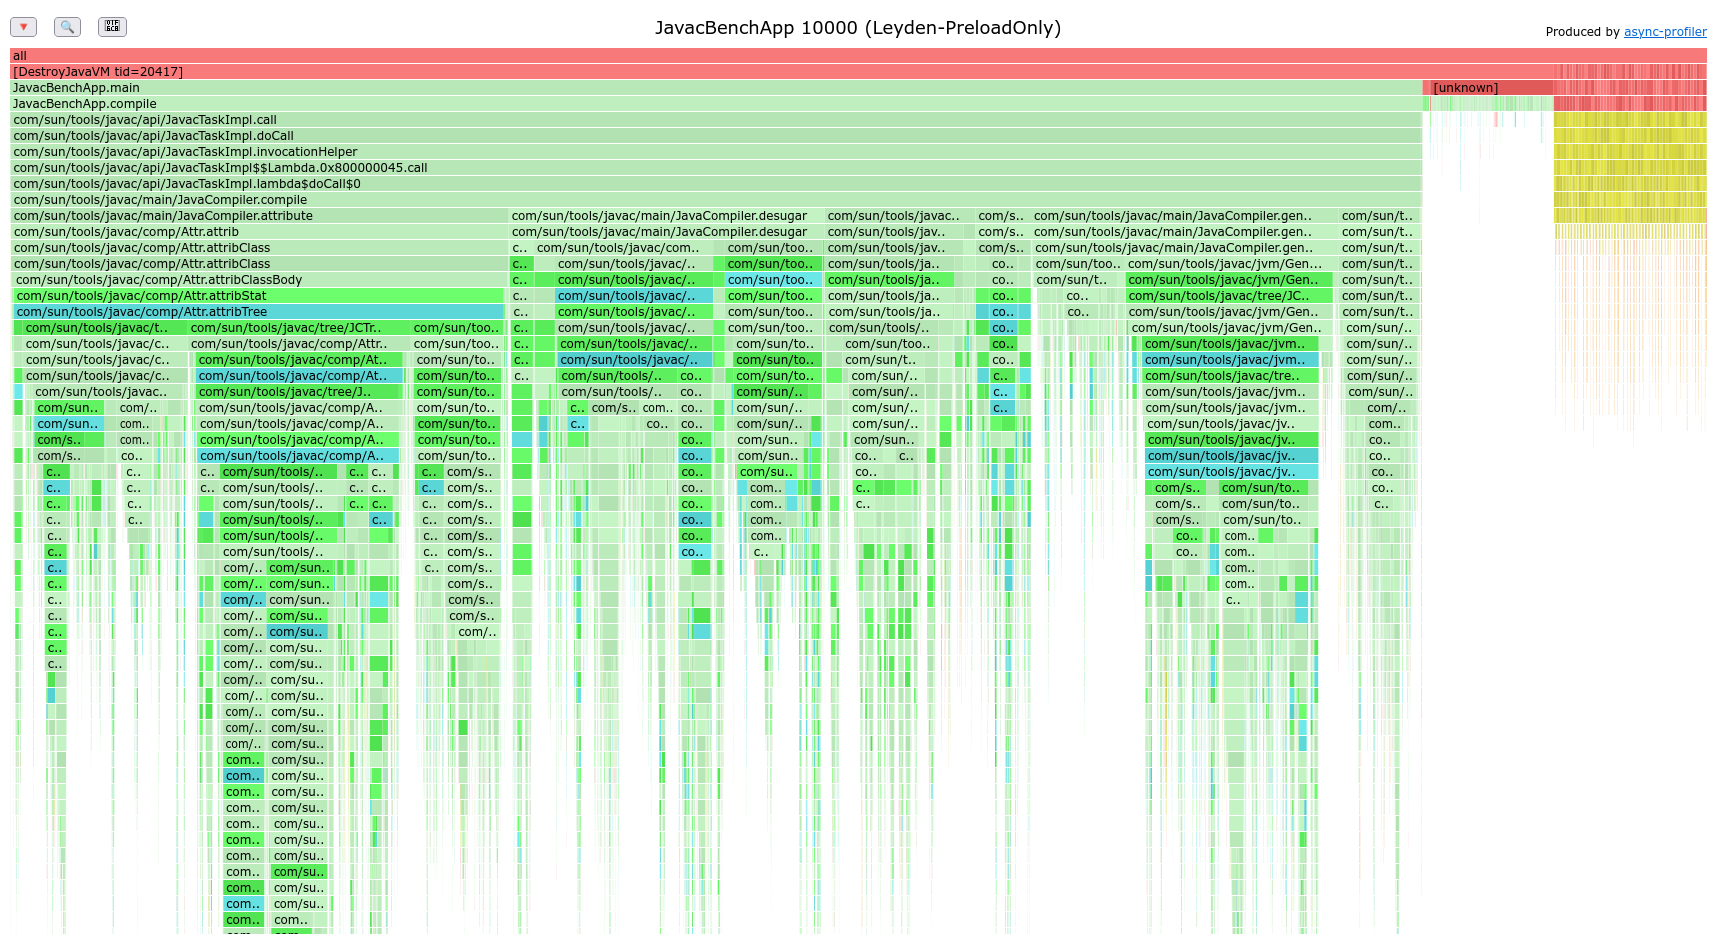 JavacBenchApp 10000 (Leyden-PreloadOnly)
Produced by async-profiler
all
[DestroyJavaVM tid=20417]
JavacBenchApp.main [unknown]
JavacBenchApp.compile
com/sun/tools/javac/api/JavacTaskImpl.call
com/sun/tools/javac/api/JavacTaskImpl.doCall
com/sun/tools/javac/api/JavacTaskImpl.invocationHelper
com/sun/tools/javac/api/JavacTaskImpl$$Lambda.0x800000045.call
com/sun/tools/javac/api/JavacTaskImpl.lambda$doCall$0
com/sun/tools/javac/main/JavaCompiler.compile
com/sun/tools/javac/main/JavaCompiler.attribute com/sun/tools/javac/main/JavaCompiler.desugar com/sun/tools/javac.. com/s.. com/sun/tools/javac/main/JavaCompiler.gen.. com/sun/t..
com/sun/tools/javac/comp/Attr.attrib com/sun/tools/javac/main/JavaCompiler.desugar com/sun/tools/jav.. com/s.. com/sun/tools/javac/main/JavaCompiler.gen.. com/sun/t..
com/sun/tools/javac/comp/Attr.attribClass c.. com/sun/tools/javac/com.. com/sun/too.. com/sun/tools/jav.. com/s.. com/sun/tools/javac/main/JavaCompiler.gen.. com/sun/t..
com/sun/tools/javac/comp/Attr.attribClass c.. com/sun/tools/javac/.. com/sun/too.. com/sun/tools/ja.. co.. com/sun/too.. com/sun/tools/javac/jvm/Gen... com/sun/t..
com/sun/tools/javac/comp/Attr.attribClassBody c.. com/sun/tools/javac/.. com/sun/too.. com/sun/tools/ja.. co.. com/sun/t.. com/sun/tools/javac/jvm/Gen.. com/sun/t..
com/sun/tools/javac/comp/Attr.attribStat c.. com/sun/tools/javac/.. com/sun/too.. com/sun/tools/ja.. co.. co.. com/sun/tools/javac/tree/JC.. com/sun/t..
com/sun/tools/javac/comp/Attr.attribTree c.. com/sun/tools/javac/.. com/sun/too.. com/sun/tools/ja.. co.. co.. com/sun/tools/javac/jvm/Gen.. com/sun/t..
com/sun/tools/javac/t.. com/sun/tools/javac/tree/JCTr.. com/sun/too.. c.. com/sun/tools/javac/.. com/sun/too.. com/sun/tools/.. co.. com/sun/tools/javac/jvm/Gen.. com/sun/..
com/sun/tools/javac/c.. com/sun/tools/javac/comp/Attr.. com/sun/too.. c.. com/sun/tools/javac/.. com/sun/to.. com/sun/too.. co.. com/sun/tools/javac/jvm.. com/sun/..
com/sun/tools/javac/c.. com/sun/tools/javac/comp/At.. com/sun/to.. c.. com/sun/tools/javac/.. com/sun/to.. com/sun/t.. co.. com/sun/tools/javac/jvm.. com/sun/..
com/sun/tools/javac/c.. com/sun/tools/javac/comp/At.. com/sun/to.. c.. com/sun/tools/.. co.. com/sun/to.. com/sun/.. c.. com/sun/tools/javac/tre.. com/sun/..
com/sun/tools/javac.. com/sun/tools/javac/tree/J.. com/sun/to.. com/sun/tools/.. co.. com/sun/.. com/sun/.. c.. com/sun/tools/javac/jvm.. com/sun/..
com/sun.. com/.. com/sun/tools/javac/comp/A.. com/sun/to.. c.. com/s.. com.. co.. com/sun/.. com/sun/.. c.. com/sun/tools/javac/jvm.. com/..
com/sun.. com.. com/sun/tools/javac/comp/A.. com/sun/to.. c.. co.. co.. com/sun/.. com/sun/.. com/sun/tools/javac/jv.. com..
com/s.. com.. com/sun/tools/javac/comp/A.. com/sun/to.. co.. com/sun.. com/sun.. com/sun/tools/javac/jv.. co..
com/s.. co.. com/sun/tools/javac/comp/A.. com/sun/to.. co.. com/sun.. co.. c.. com/sun/tools/javac/jv.. co..
c.. c.. c.. com/sun/tools/.. c.. c.. c.. com/s.. co.. com/su.. co.. com/sun/tools/javac/jv.. co..
c.. c.. c.. com/sun/tools/.. c.. c.. c.. com/s.. co.. com.. c.. com/s.. com/sun/to.. co..
c.. c.. com/sun/tools/.. c.. c.. c.. com/s.. co.. com.. c.. com/s.. com/sun/to.. c..
c.. c.. com/sun/tools/.. c.. c.. com/s.. co.. com.. com/s.. com/sun/to..
c.. com/sun/tools/.. c.. com/s.. co.. com.. co.. com..
c.. com/sun/tools/.. c.. com/s.. co.. c.. co.. com..
c.. com/.. com/sun.. c.. com/s.. com..
c.. com/.. com/sun.. com/s.. com..
c.. com/.. com/sun.. com/s.. c..
c.. com/.. com/su.. com/s..
c.. com/.. com/su.. com/..
c.. com/.. com/su..
c.. com/.. com/su..
com/.. com/su..
com/.. com/su..
com/.. com/su..
com/.. com/su..
com/.. com/su..
com.. com/su..
com.. com/su..
com.. com/su..
com.. com/su..
com.. com/su..
com.. com/su..
com.. com/su..
com.. com/su..
com.. com/su..
com.. com/su..
com.. com..